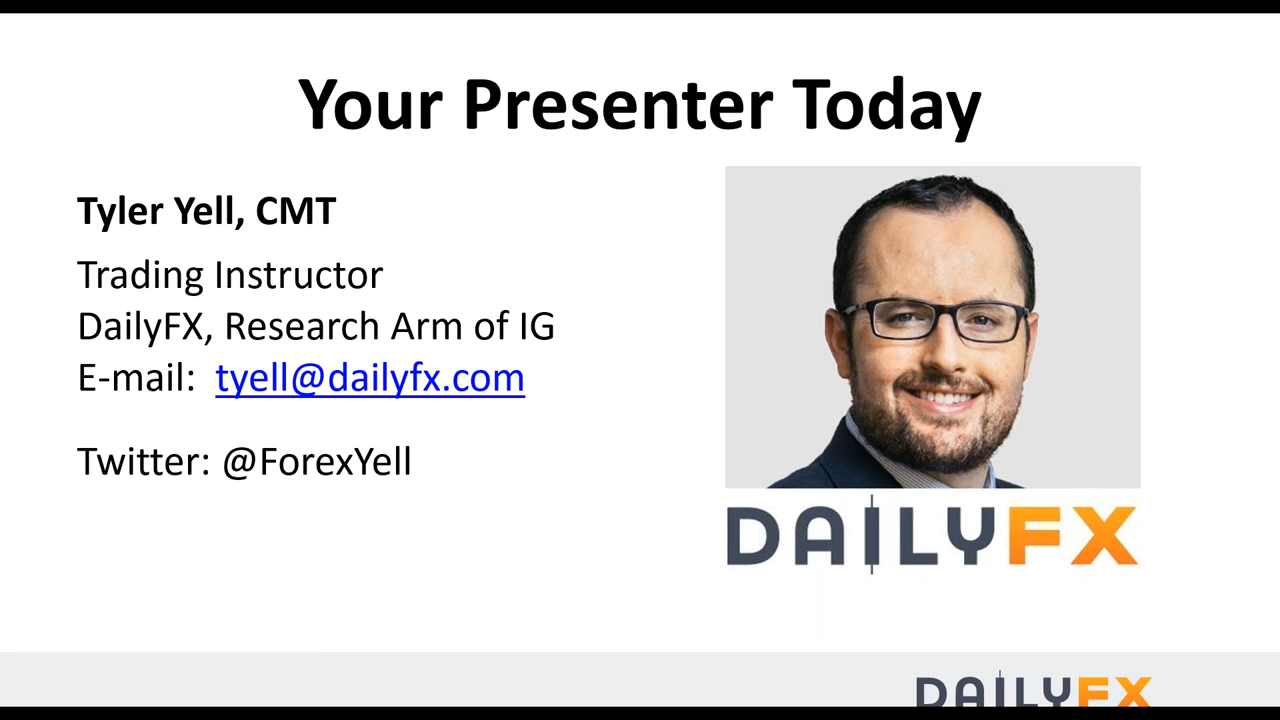 Your Presenter Today
Tyler Yell, CMT
Trading Instructor
DailyFX, Research Arm of IG
E-mail: tyell@dailyfx.com
Twitter: @ForexYell
DAILYFX
DAILYFX